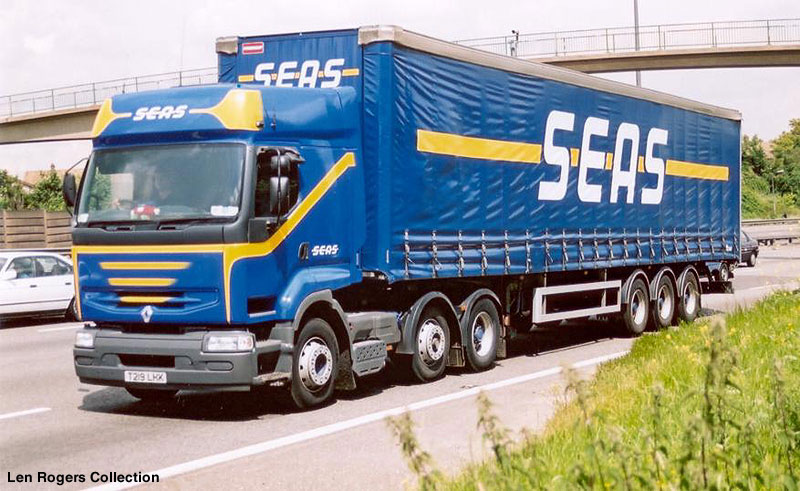 SEAS
SEAS
SEAS
SEAS
T219 LHK
Len Rogers Collection